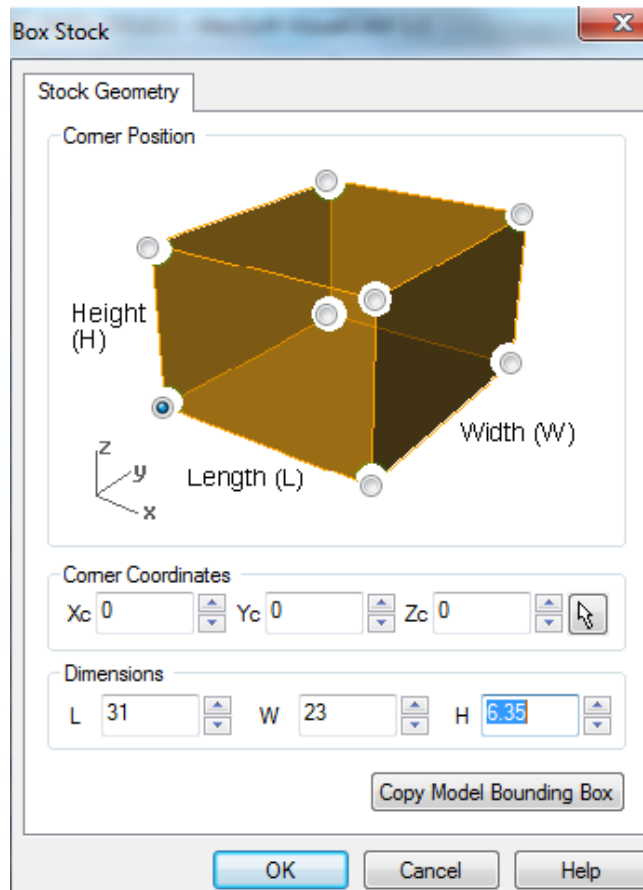 Box Stock
Stock Geometry
Corner Position
Height
(H)
Width (W)
Length (L)
z
y
x
Corner Coordinates
Xc 0 Yc 0 Zc 0
Dimensions
L 31 W 23 H 6.35
Copy Model Bounding Box
OK Cancel Help